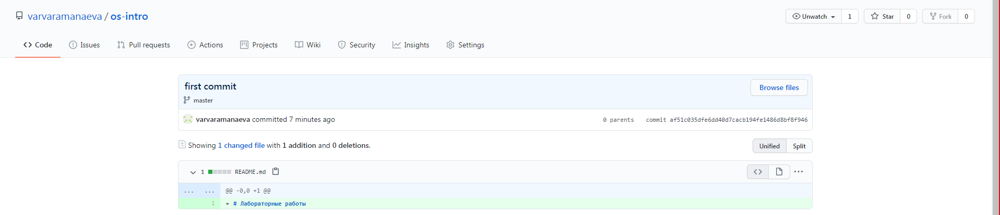 varvaramanaeva / os-intro Unwatch 1 Star 0 Fork 0
Code Issues Pull requests Actions Projects Wiki Security Insights Settings
first commit Browse files
master
varvaramanaeva committed 7 minutes ago 0 parents commit af51c035dfe6dd40d7cacb194fe1486d8bf8f946
Showing 1 changed file with 1 addition and 0 deletions. Unified Split
1 README.md
... ... @@ -0,0 +1 @@
1 + # Лабораторные работы